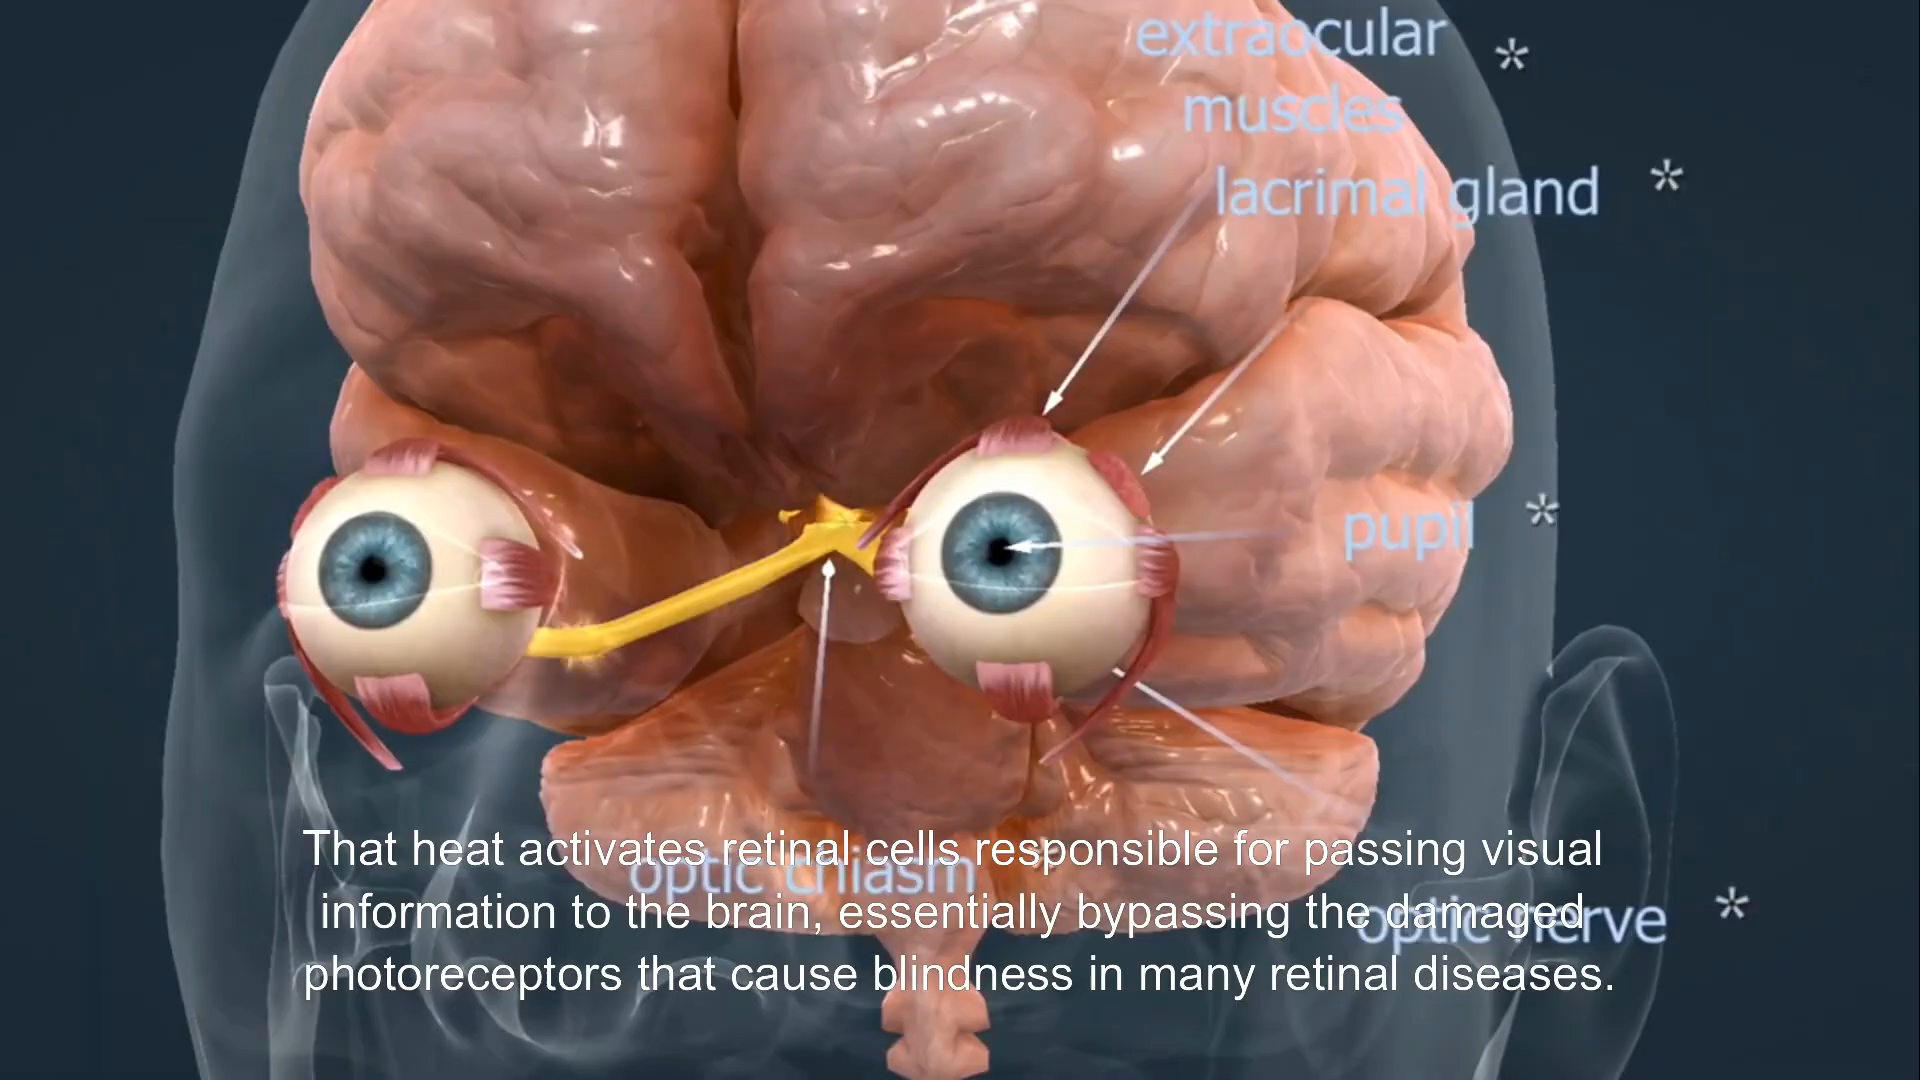 extraocular *
muscles
lacrimal gland *
pupil *
optic chiasm
optic nerve *
That heat activates retinal cells responsible for passing visual
information to the brain, essentially bypassing the damaged
photoreceptors that cause blindness in many retinal diseases.